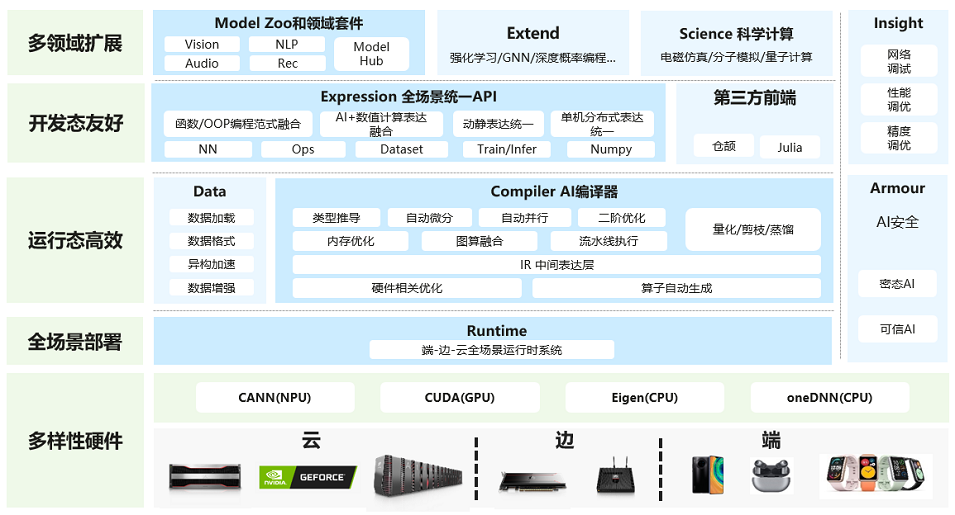 多领域扩展
Model Zoo和领域套件
Vision
NLP
Audio
Rec
Model
Hub
Extend
强化学习/GNN/深度概率编程...
Science 科学计算
电磁仿真/分子模拟/量子计算
Insight
网络
调试
性能
调优
精度
调优
开发态友好
Expression 全场景统一API
函数/OOP编程范式融合
AI+数值计算表达
融合
动静表达统一
单机分布式表达
统一
NN
Ops
Dataset
Train/Infer
Numpy
第三方前端
仓颉
Julia
运行态高效
Data
数据加载
数据格式
异构加速
数据增强
Compiler AI编译器
类型推导
自动微分
自动并行
二阶优化
内存优化
图算融合
流水线执行
量化/剪枝/蒸馏
IR 中间表达层
硬件相关优化
算子自动生成
Armour
AI安全
密态AI
可信AI
全场景部署
Runtime
端-边-云全场景运行时系统
多样性硬件
CANN(NPU)
CUDA(GPU)
Eigen(CPU)
oneDNN(CPU)
云
边
端
NVIDIA
GEFORCE